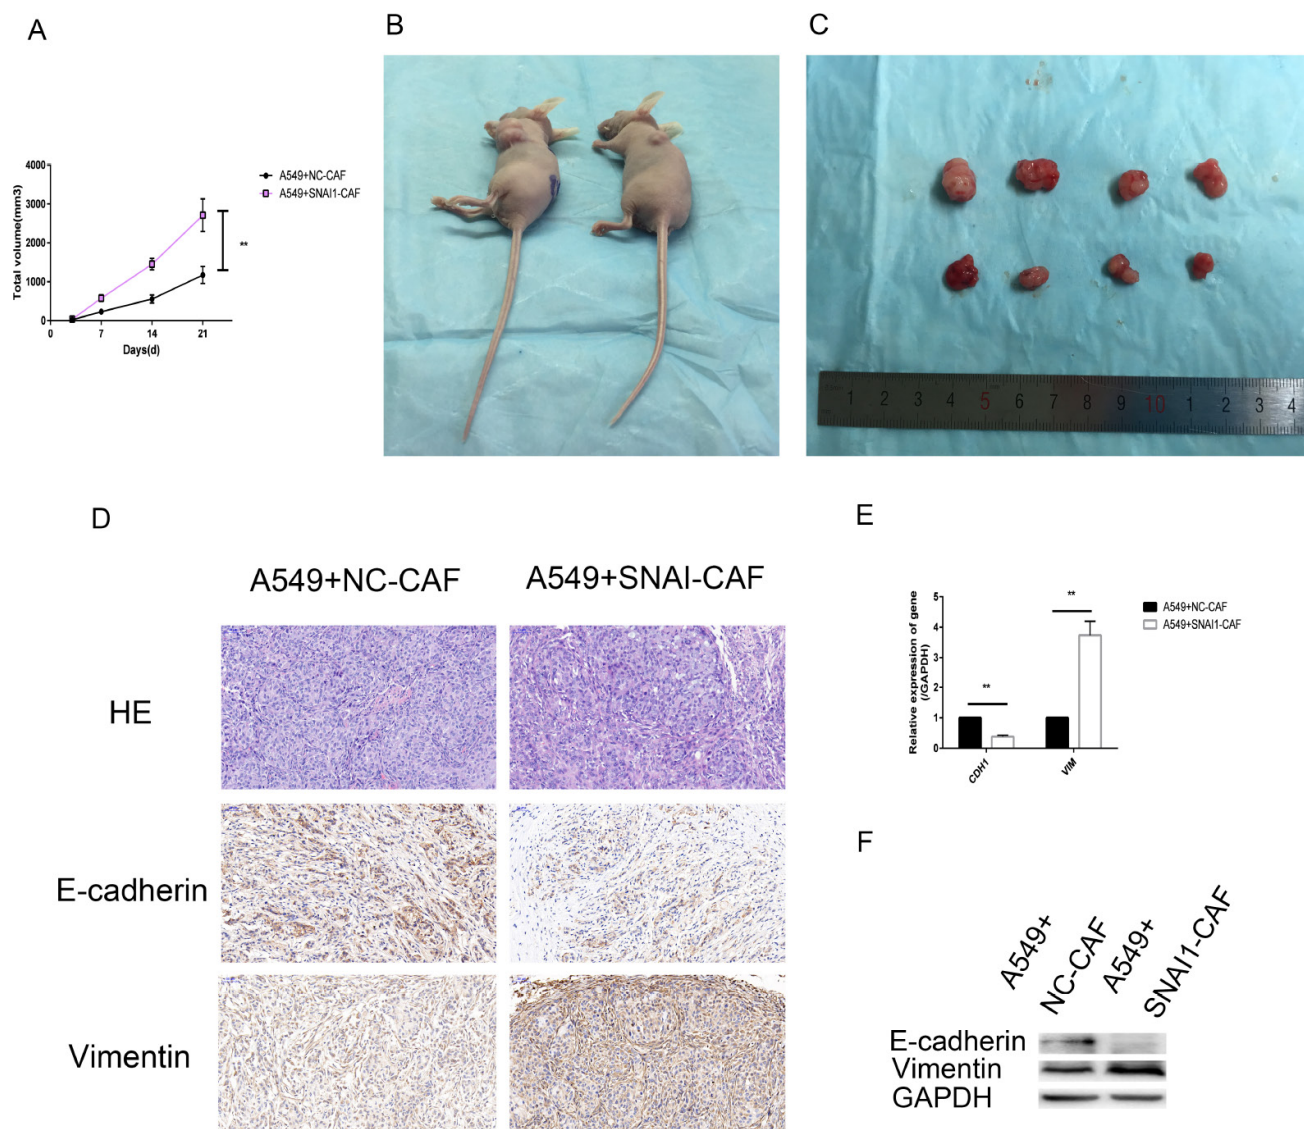 A
B
C
4000
3000
2000
1000
0
Total volume(mm3)
0 7 14 21
Days(d)
A549+NC-CAF
A549+SNAI1-CAF
**
1 2 3 4 5 6 7 8 9 10 1 2 3 4
D
A549+NC-CAF A549+SNAI-CAF
HE
E-cadherin
Vimentin
E
Relative expression of gene
(/GAPDH)
5
4
3
2
1
0
**
**
CDH1 VIM
A549+NC-CAF
A549+SNAI1-CAF
F
A549+
NC-CAF
A549+
SNAI1-CAF
E-cadherin
Vimentin
GAPDH